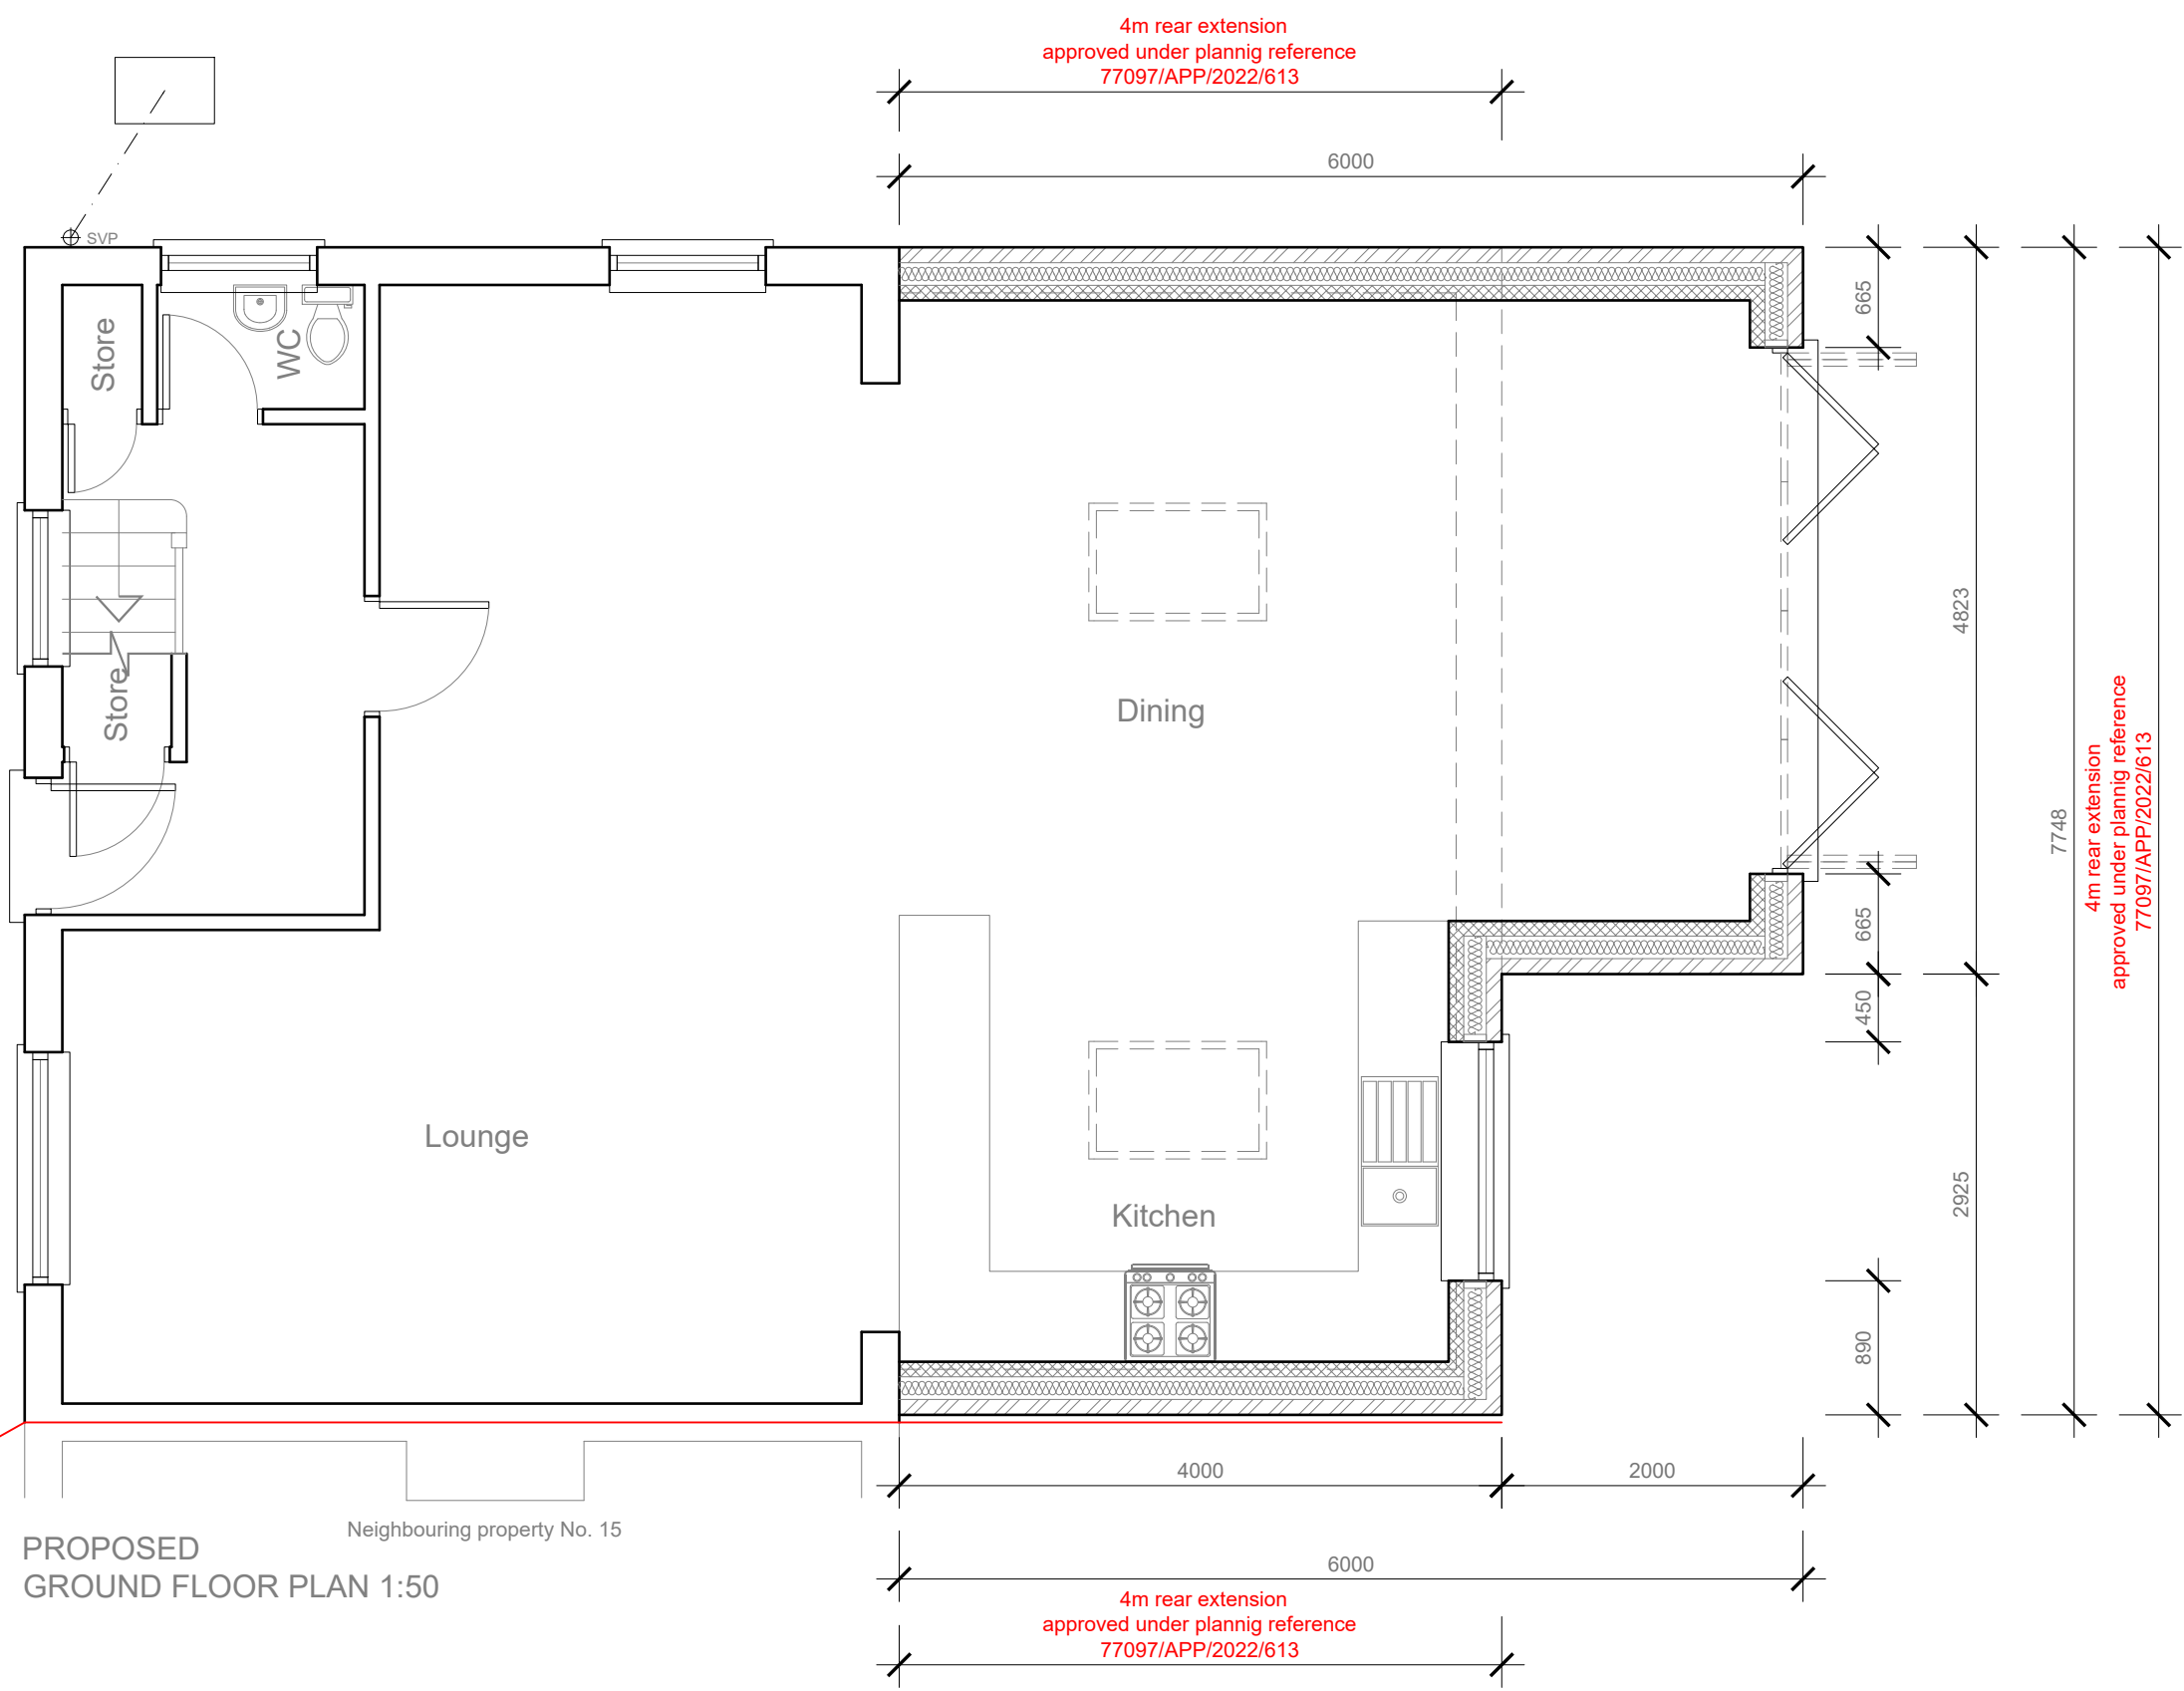 4m rear extension
approved under plannig reference
77097/APP/2022/613
6000
SVP
Store
WC
665
Store
Dining
4823
7748
4m rear extension
approved under plannig reference
77097/APP/2022/613
665
450
Lounge
Kitchen
2925
890
4000
2000
Neighbouring property No. 15
PROPOSED
GROUND FLOOR PLAN 1:50
6000
4m rear extension
approved under plannig reference
77097/APP/2022/613